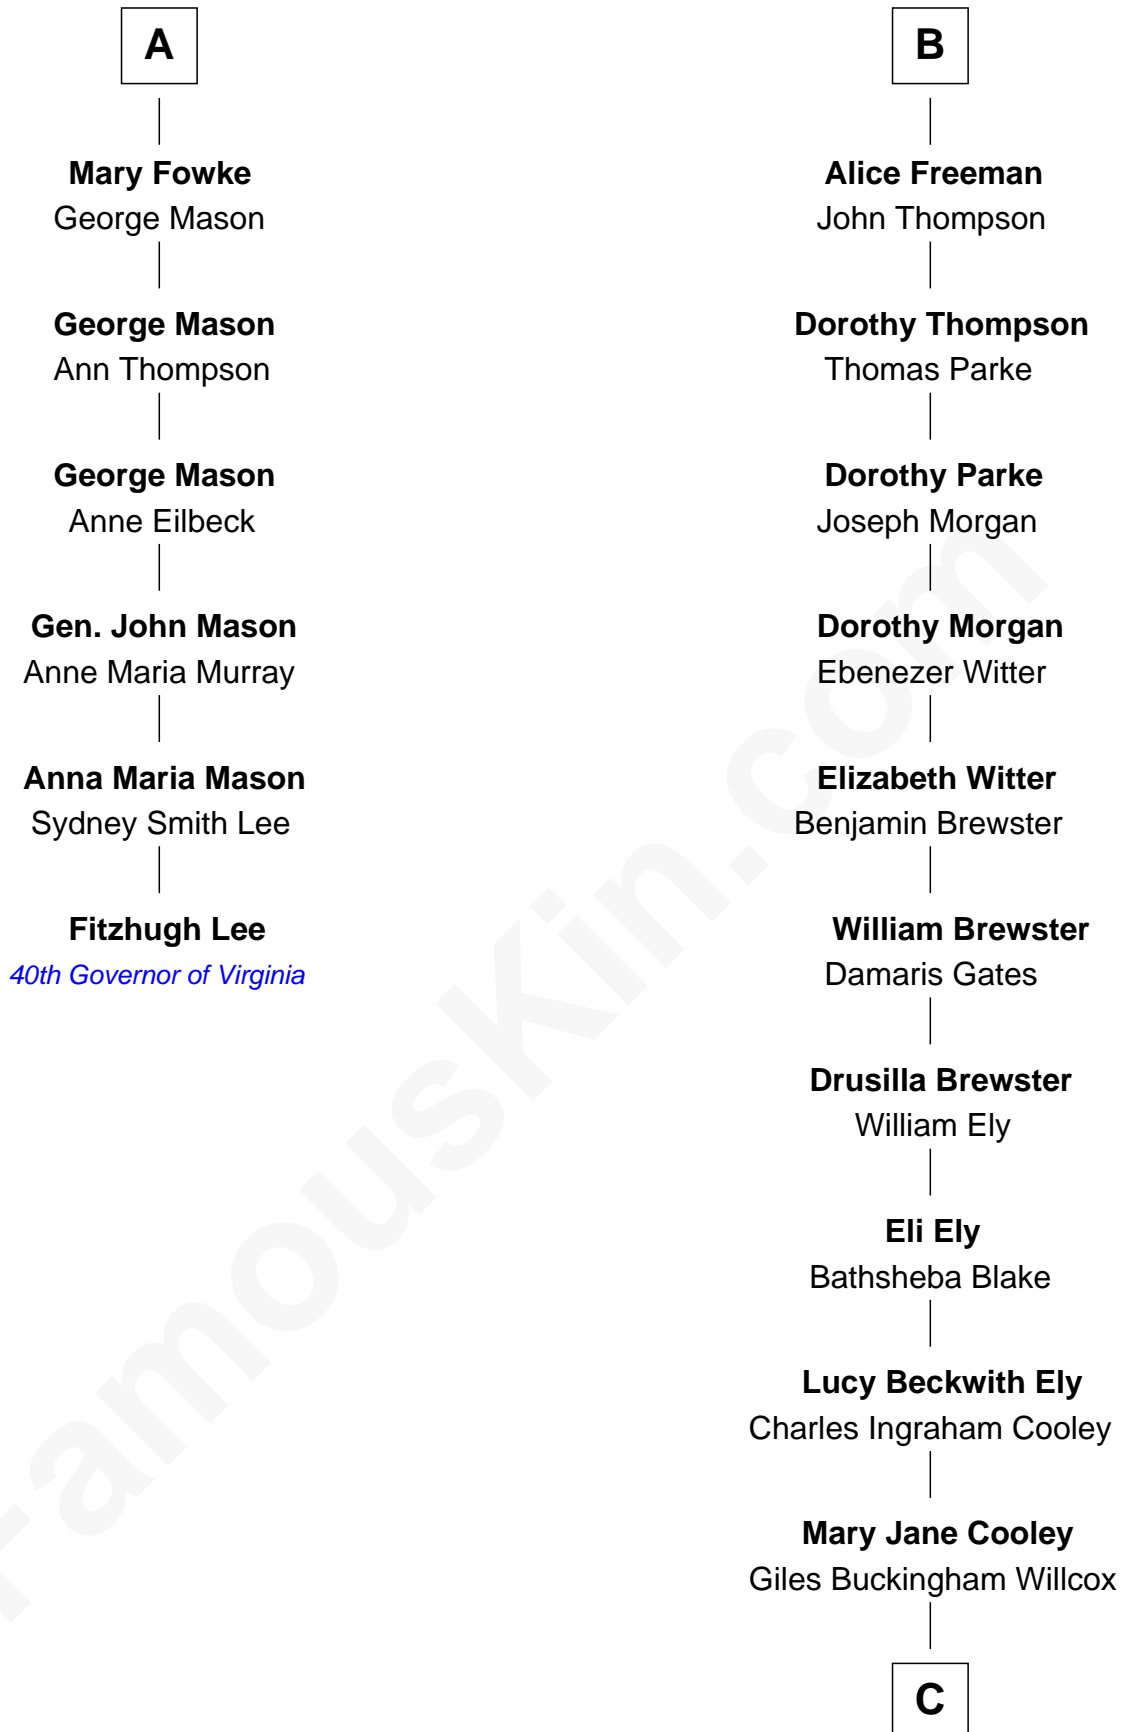 A
Mary Fowke
George Mason
George Mason
Ann Thompson
George Mason
Anne Eilbeck
Gen. John Mason
Anne Maria Murray
Anna Maria Mason
Sydney Smith Lee
Fitzhugh Lee
40th Governor of Virginia
B
Alice Freeman
John Thompson
Dorothy Thompson
Thomas Parke
Dorothy Parke
Joseph Morgan
Dorothy Morgan
Ebenezer Witter
Elizabeth Witter
Benjamin Brewster
William Brewster
Damaris Gates
Drusilla Brewster
William Ely
Eli Ely
Bathsheba Blake
Lucy Beckwith Ely
Charles Ingraham Cooley
Mary Jane Cooley
Giles Buckingham Willcox
C
FamousKin.com